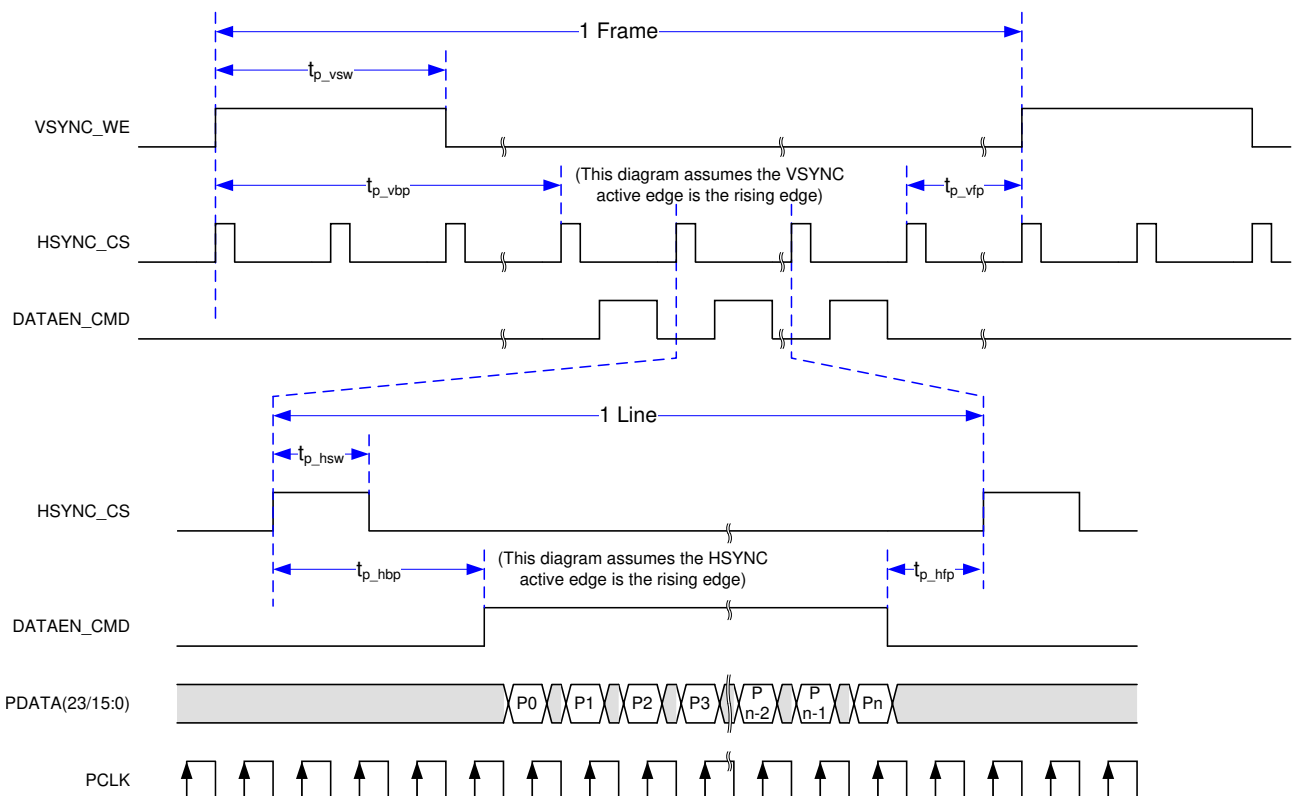 1 Frame
tp_vsw
VSYNC_WE
tp_vbp
(This diagram assumes the VSYNC
active edge is the rising edge)
tp_vfp
HSYNC_CS
DATAEN_CMD
1 Line
tp_hsw
HSYNC_CS
tp_hbp
(This diagram assumes the HSYNC
active edge is the rising edge)
tp_hfp
DATAEN_CMD
PDATA(23/15:0)
P0
P1
P2
P3
P
n-2
P
n-1
Pn
PCLK